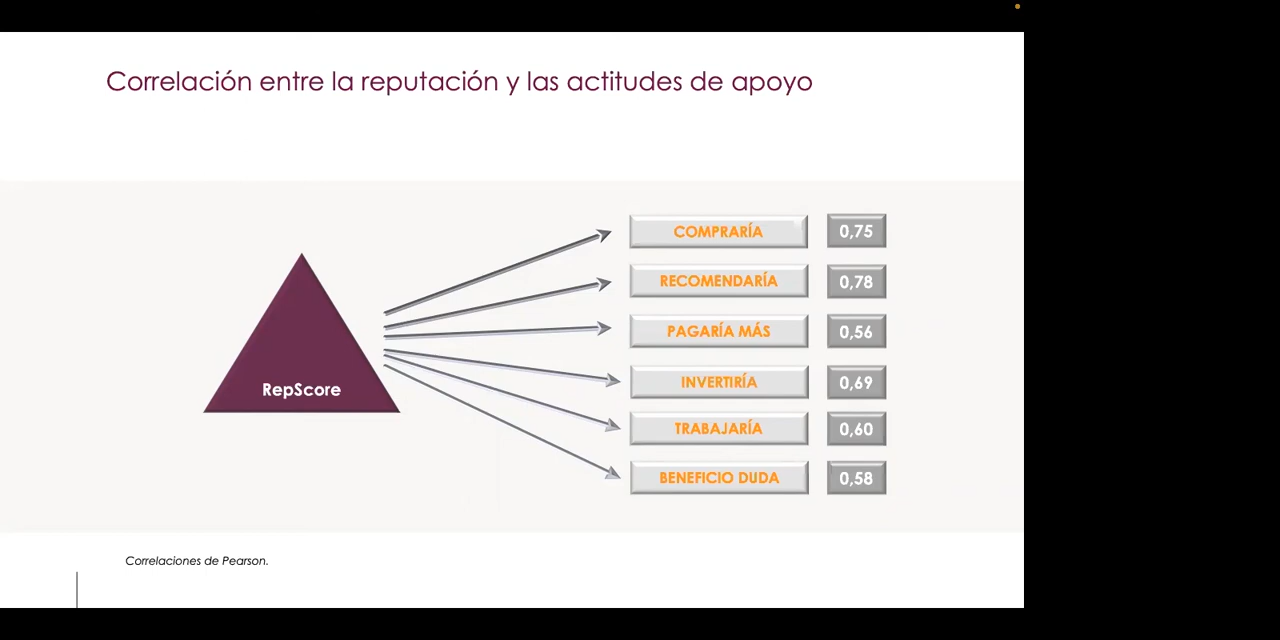 Correlación entre la reputación y las actitudes de apoyo
COMPRARÍA 0,75
RECOMENDARÍA 0,78
PAGARÍA MÁS 0,56
INVERTIRÍA 0,69
RepScore
TRABAJARÍA 0,60
BENEFICIO DUDA 0,58
Correlaciones de Pearson.